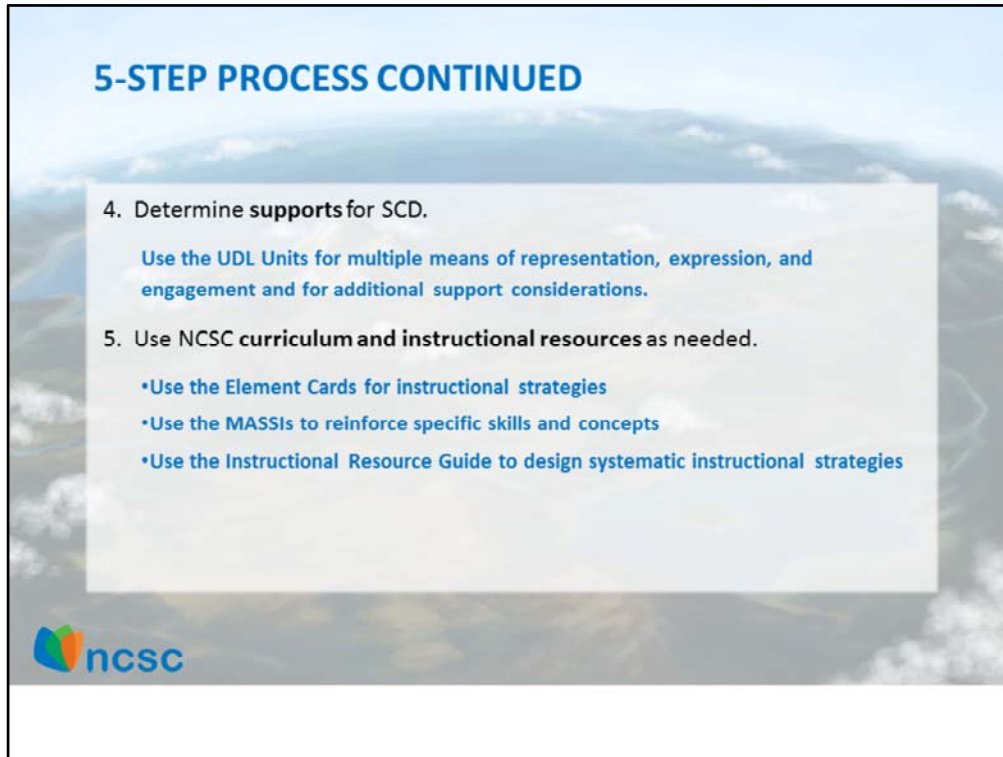 5-STEP PROCESS CONTINUED
4. Determine supports for SCD.
Use the UDL Units for multiple means of representation, expression, and
engagement and for additional support considerations.
5. Use NCSC curriculum and instructional resources as needed.
•Use the Element Cards for instructional strategies
•Use the MASSIs to reinforce specific skills and concepts
•Use the Instructional Resource Guide to design systematic instructional strategies
ncsc